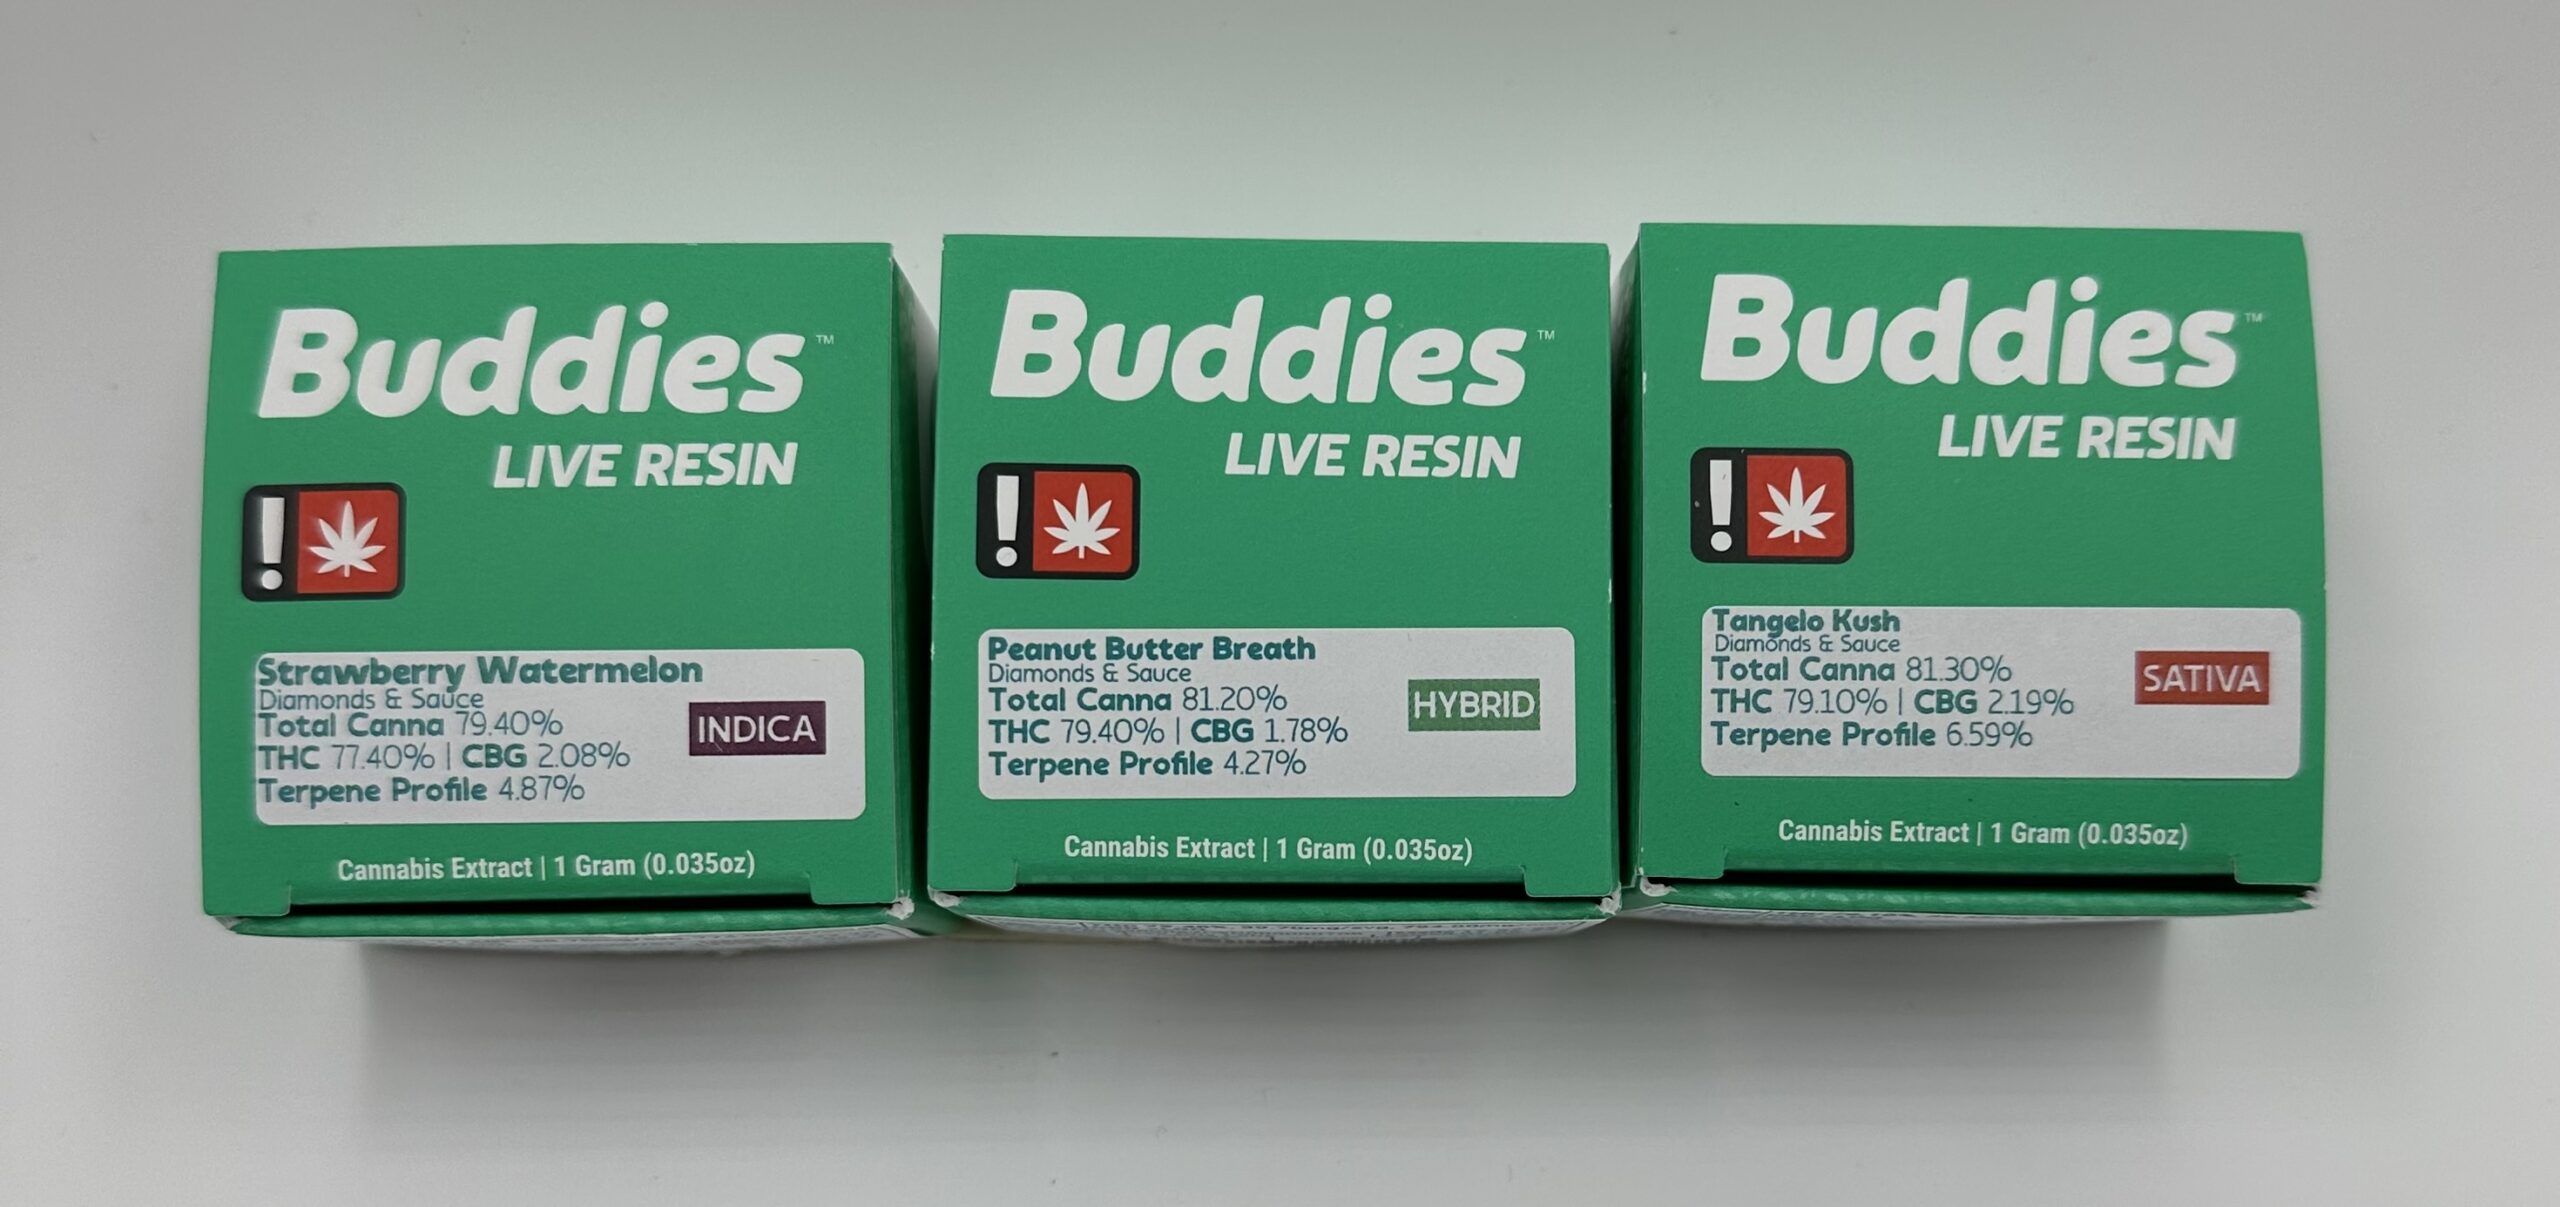 Buddies™
LIVE RESIN
!
Strawberry Watermelon
Diamonds & Sauce
Total Canna 79.40%
THC 77.40% | CBG 2.08%
Terpene Profile 4.87%
INDICA
Cannabis Extract | 1 Gram (0.035oz)
Buddies™
LIVE RESIN
!
Peanut Butter Breath
Diamonds & Sauce
Total Canna 81.20%
THC 79.40% | CBG 1.78%
Terpene Profile 4.27%
HYBRID
Cannabis Extract | 1 Gram (0.035oz)
Buddies™
LIVE RESIN
!
Tangelo Kush
Diamonds & Sauce
Total Canna 81.30%
THC 79.10% | CBG 2.19%
Terpene Profile 6.59%
SATIVA
Cannabis Extract | 1 Gram (0.035oz)